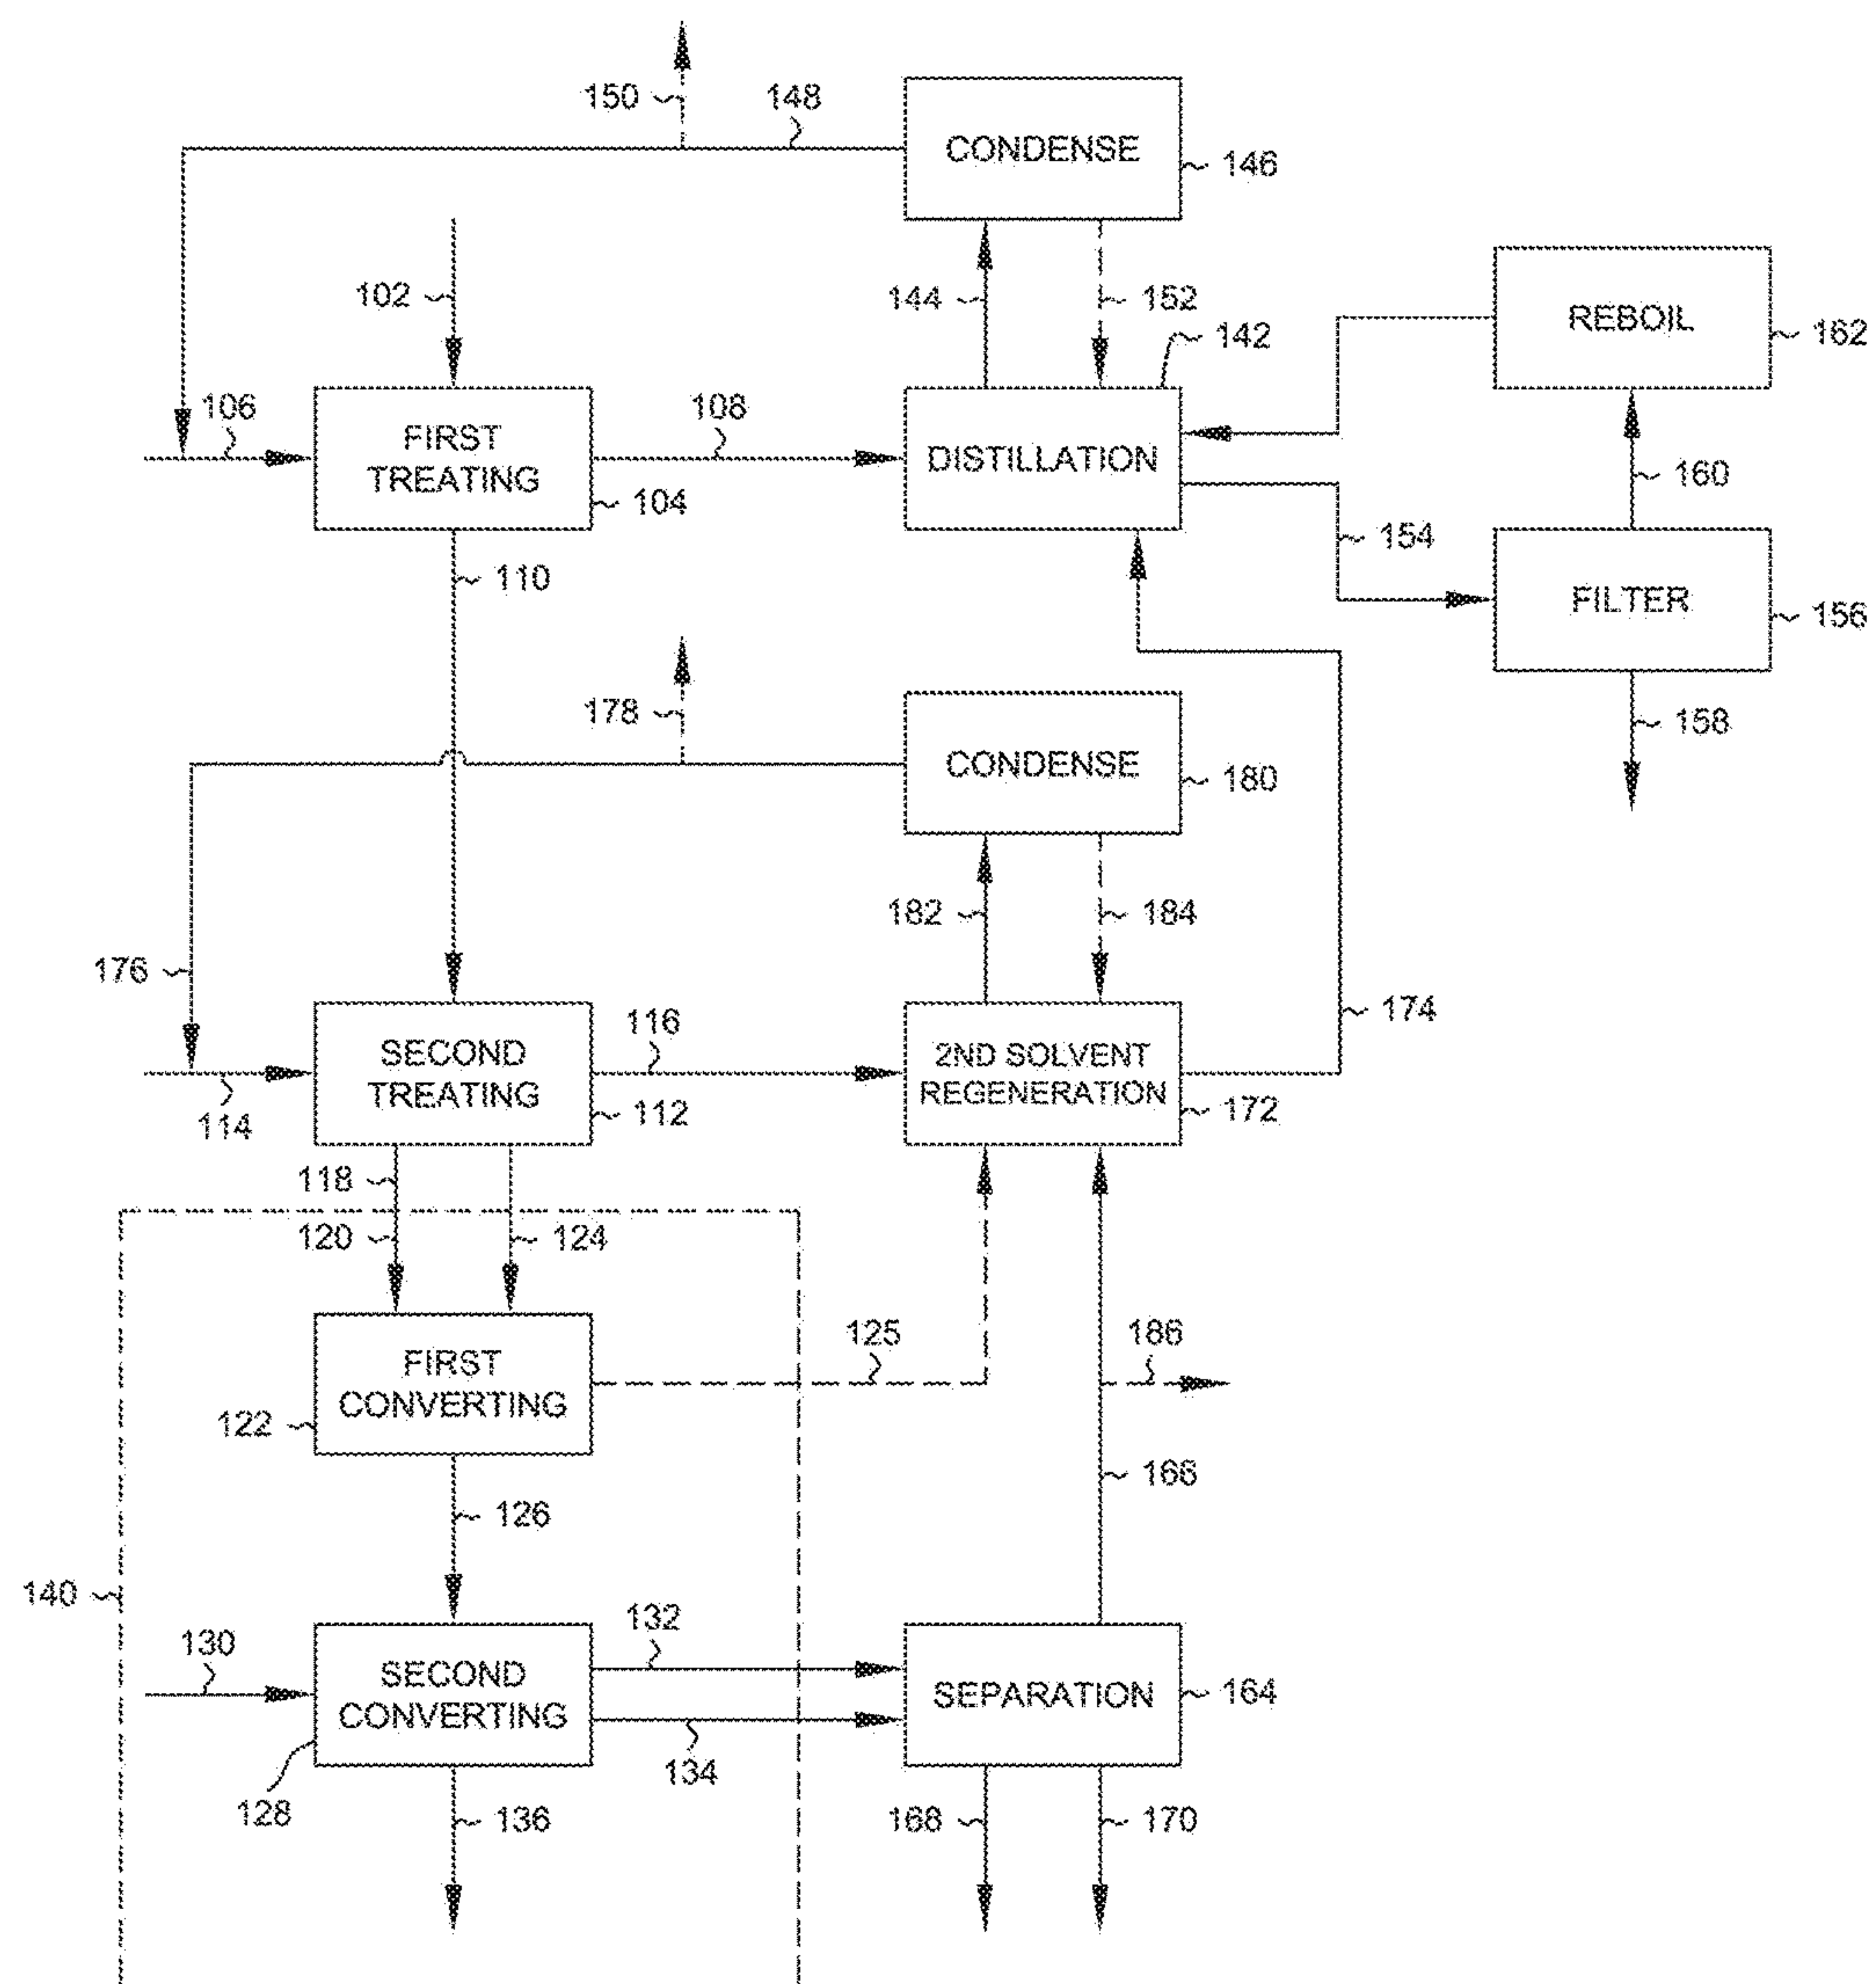 150
148
CONDENSE
146
102
144
152
142
REBOIL
162
106
FIRST
TREATING
104
108
DISTILLATION
160
154
110
FILTER
156
178
158
CONDENSE
180
182
184
176
174
SECOND
TREATING
116
2ND SOLVENT
REGENERATION
114
112
172
118
120
124
FIRST
CONVERTING
125
186
122
166
126
140
132
130
SECOND
CONVERTING
SEPARATION
164
134
128
136
168
170